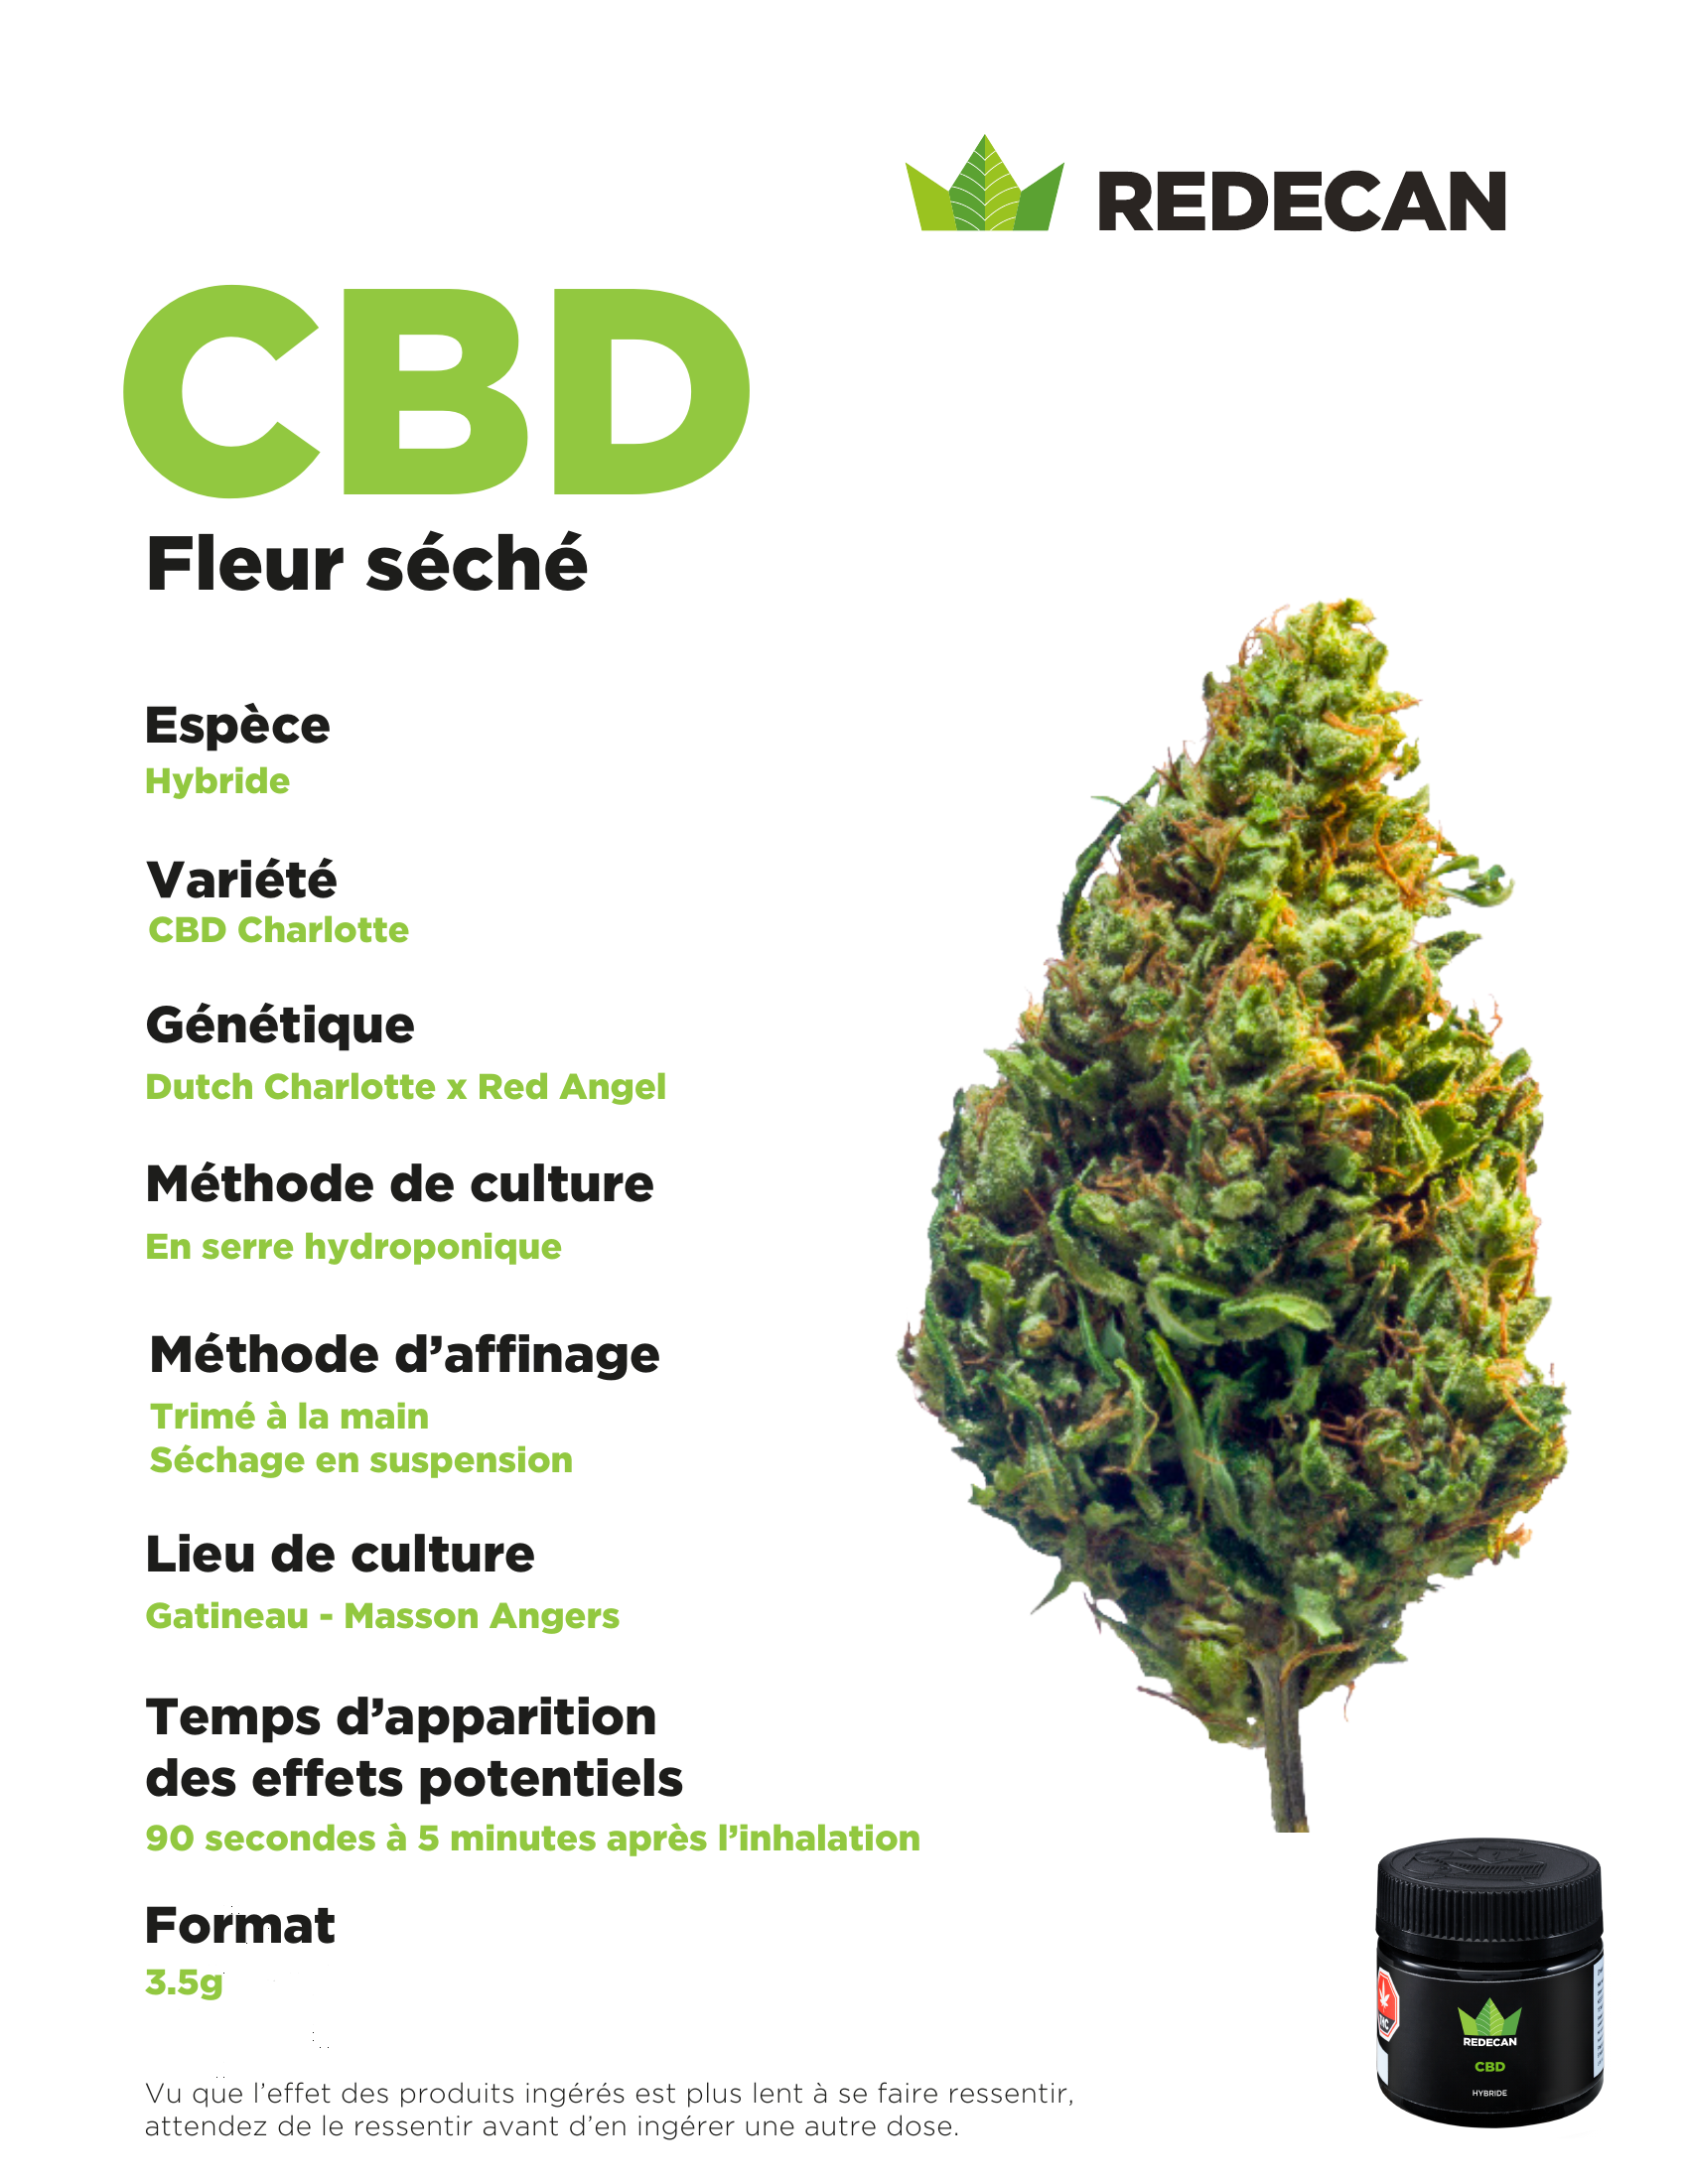 REDECAN
CBD
Fleur séché
Espèce
Hybride
Variété
CBD Charlotte
Génétique
Dutch Charlotte x Red Angel
Méthode de culture
En serre hydroponique
Méthode d’affinage
Trimé à la main
Séchage en suspension
Lieu de culture
Gatineau - Masson Angers
Temps d’apparition
des effets potentiels
90 secondes à 5 minutes après l’inhalation
Format
3.5g
Vu que l’effet des produits ingérés est plus lent à se faire ressentir,
attendez de le ressentir avant d’en ingérer une autre dose.
REDECAN
CBD
HYBRIDE